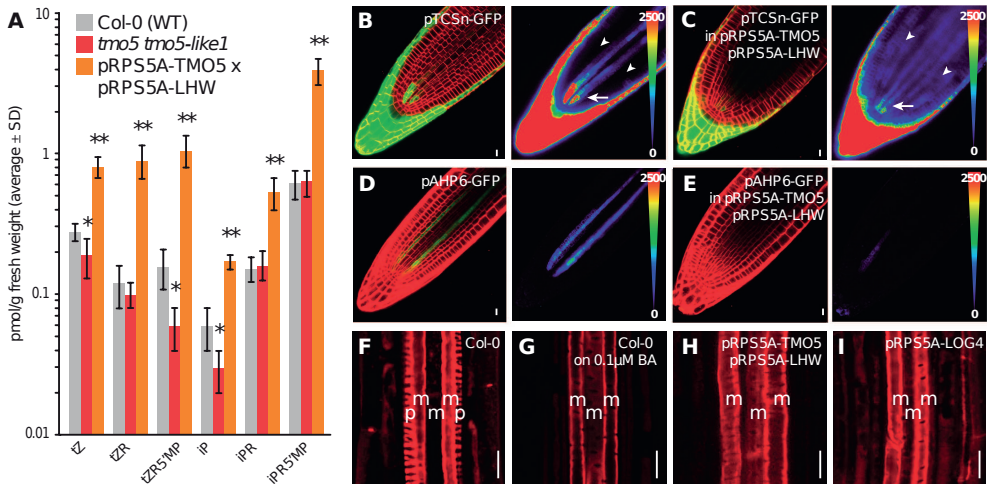 A
Col-0 (WT)
tmo5 tmo5-like1
pRPS5A-TMO5 x
pRPS5A-LHW
pmol/g fresh weight (average ± SD)
10
1
0.1
0.01
**
*
**
**
*
**
*
**
**
tZ
tZR
tZR5'MP
iP
iPR
iPR5'MP
B
pTCSn-GFP
2500
0
C
pTCSn-GFP
in pRPS5A-TMO5
pRPS5A-LHW
2500
0
D
pAHP6-GFP
2500
0
E
pAHP6-GFP
in pRPS5A-TMO5
pRPS5A-LHW
2500
0
F
Col-0
m
p m p
G
Col-0
on 0.1µM BA
m m
m
H
pRPS5A-TMO5
pRPS5A-LHW
m m
m
I
pRPS5A-LOG4
m m
m